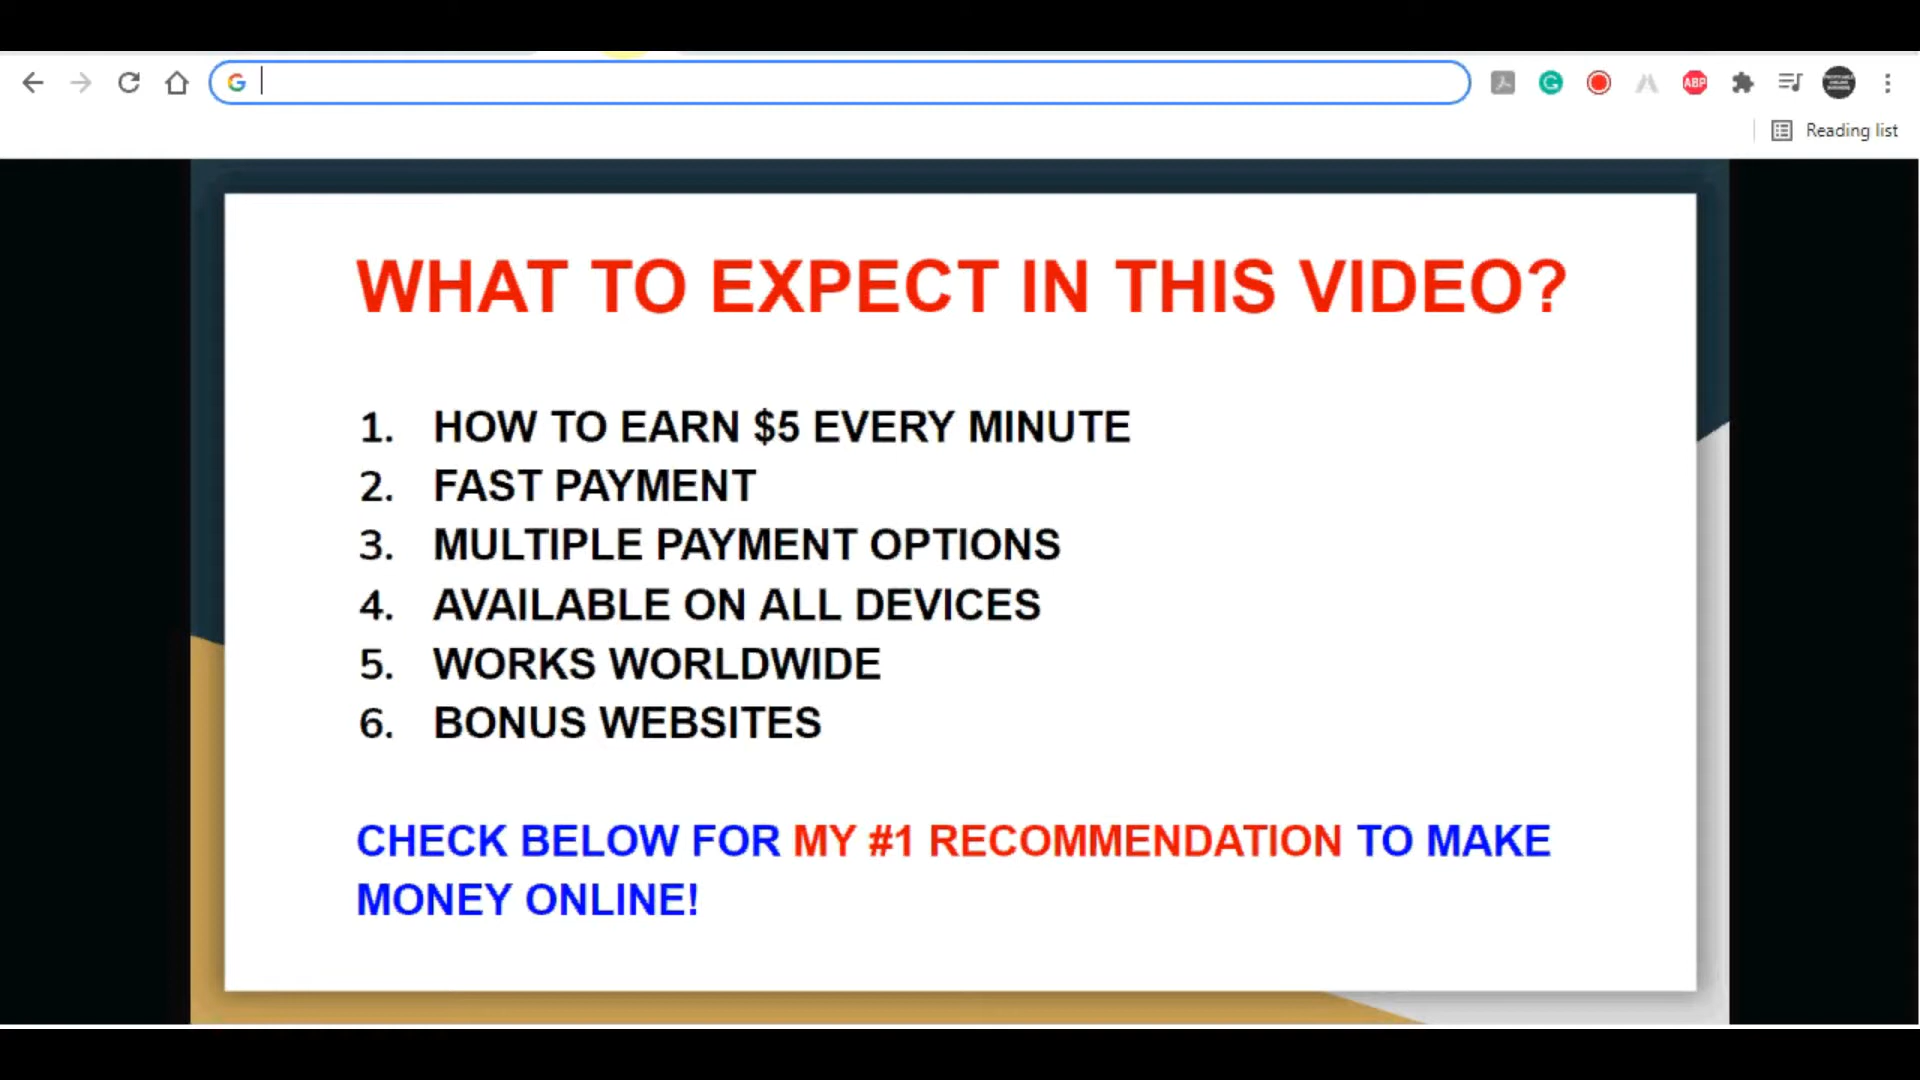 G
ABP
Reading list
WHAT TO EXPECT IN THIS VIDEO?
1. HOW TO EARN $5 EVERY MINUTE
2. FAST PAYMENT
3. MULTIPLE PAYMENT OPTIONS
4. AVAILABLE ON ALL DEVICES
5. WORKS WORLDWIDE
6. BONUS WEBSITES
CHECK BELOW FOR MY #1 RECOMMENDATION TO MAKE
MONEY ONLINE!